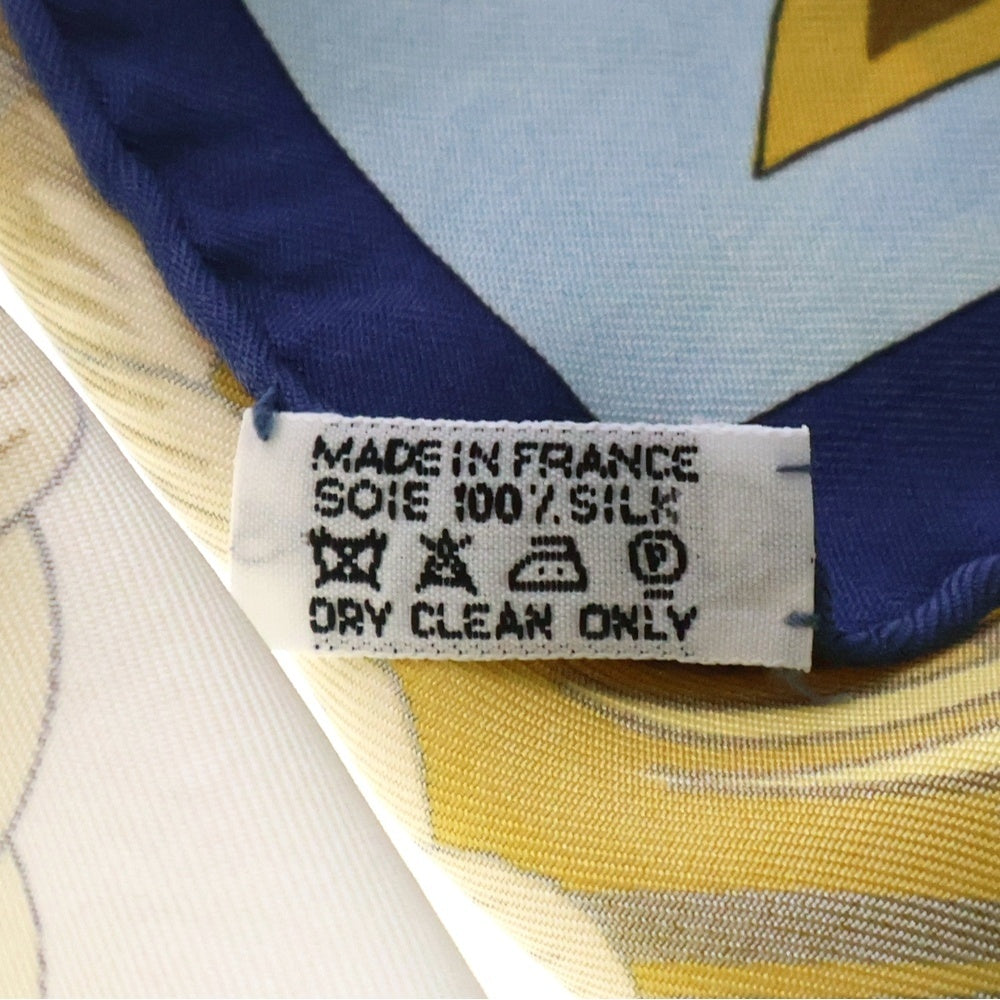 MADE IN FRANCE
SOIE 100% SILK
P
DRY CLEAN ONLY